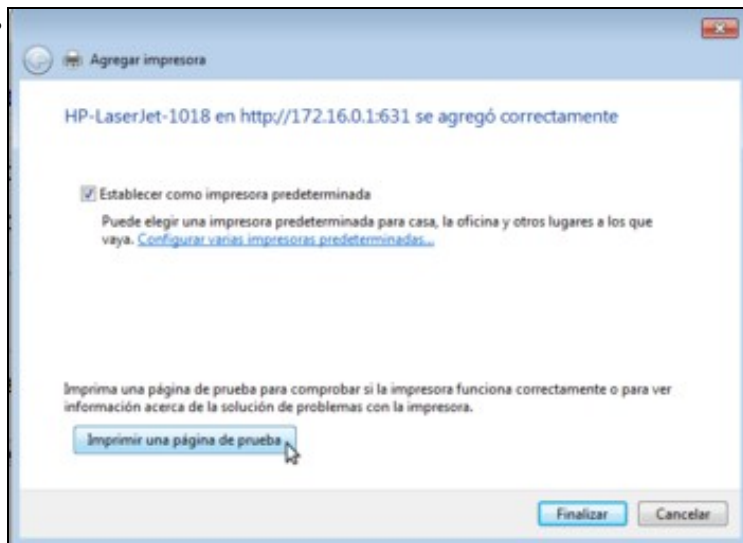 Agregar impresora
HP-LaserJet-1018 en http://172.16.0.1:631 se agregó correctamente
Establecer como impresora predeterminada
Puede elegir una impresora predeterminada para casa, la oficina y otros lugares a los que
vaya. Configurar varias impresoras predeterminadas...
Imprima una página de prueba para comprobar si la impresora funciona correctamente o para ver
información acerca de la solución de problemas con la impresora.
Imprimir una página de prueba
Finalizar
Cancelar